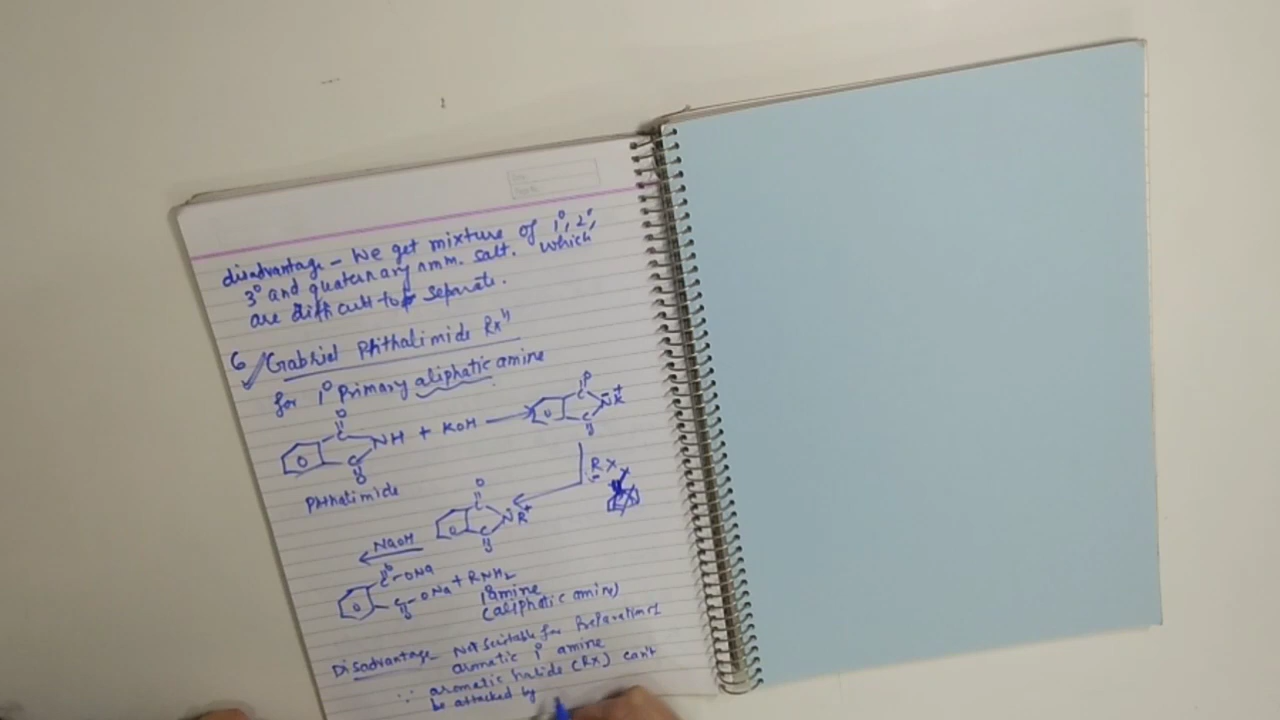 disadvantage - We get mixture of 1°, 2°,
3° and quaternary amm. salt. which
are difficult to separate.
6 Gabriel Phthalimide Rxⁿ
for 1° Primary aliphatic amine
O
C
NH + KOH
C
O
O
C
NK+
C
O
Phthalimide
RX
O
C
NR+
C
O
NaOH
O
C-ONa + RNH2
C-ONa
O
amine
(aliphatic amine)
Disadvantage - Not suitable for Preparation of
aromatic 1° amine
∵ aromatic halide (RX) can't
be attacked by